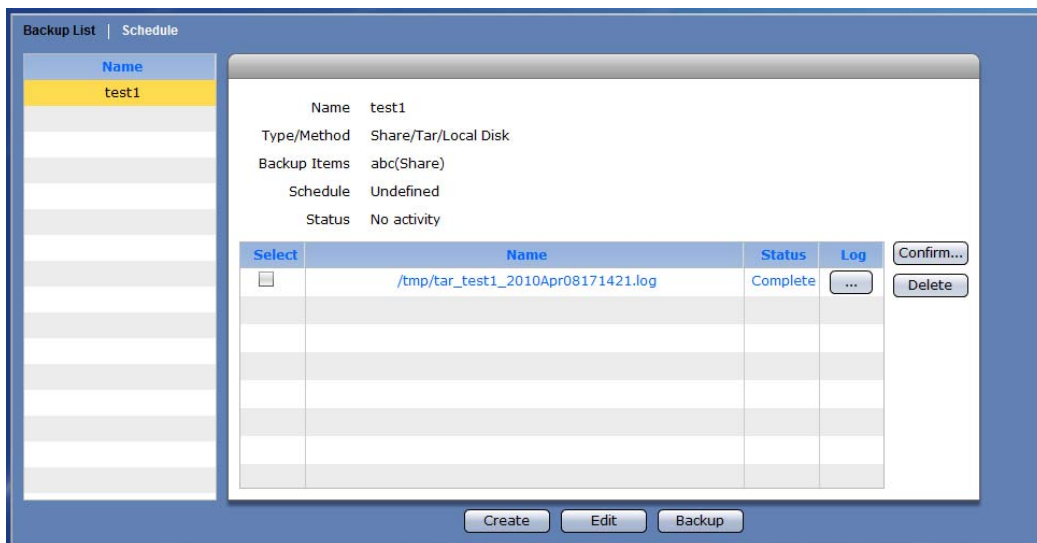 Backup List | Schedule
Name
test1
Name test1
Type/Method Share/Tar/Local Disk
Backup Items abc(Share)
Schedule Undefined
Status No activity
Select Name Status Log
/tmp/tar_test1_2010Apr08171421.log Complete ...
Confirm...
Delete
Create Edit Backup